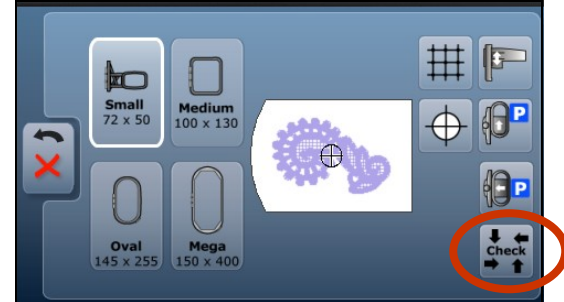 Small
72 x 50
Medium
100 x 130
P
Oval
145 x 255
Mega
150 x 400
P
Check